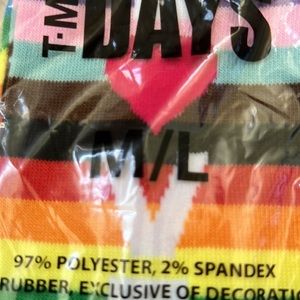 T-M
DAYS
M/L
97% POLYESTER, 2% SPANDEX
RUBBER, EXCLUSIVE OF DECORATI